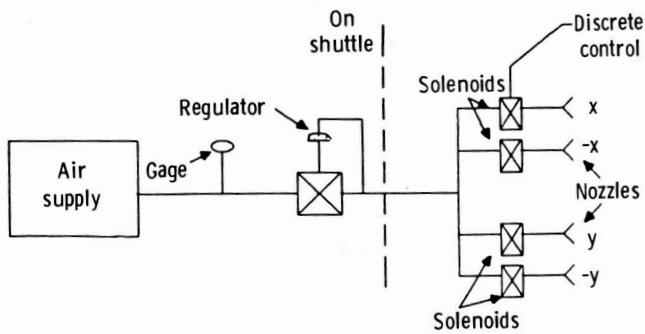 On
shuttle
Discrete
control
Solenoids
x
Regulator
-x
Gage
Air
supply
Nozzles
y
-y
Solenoids